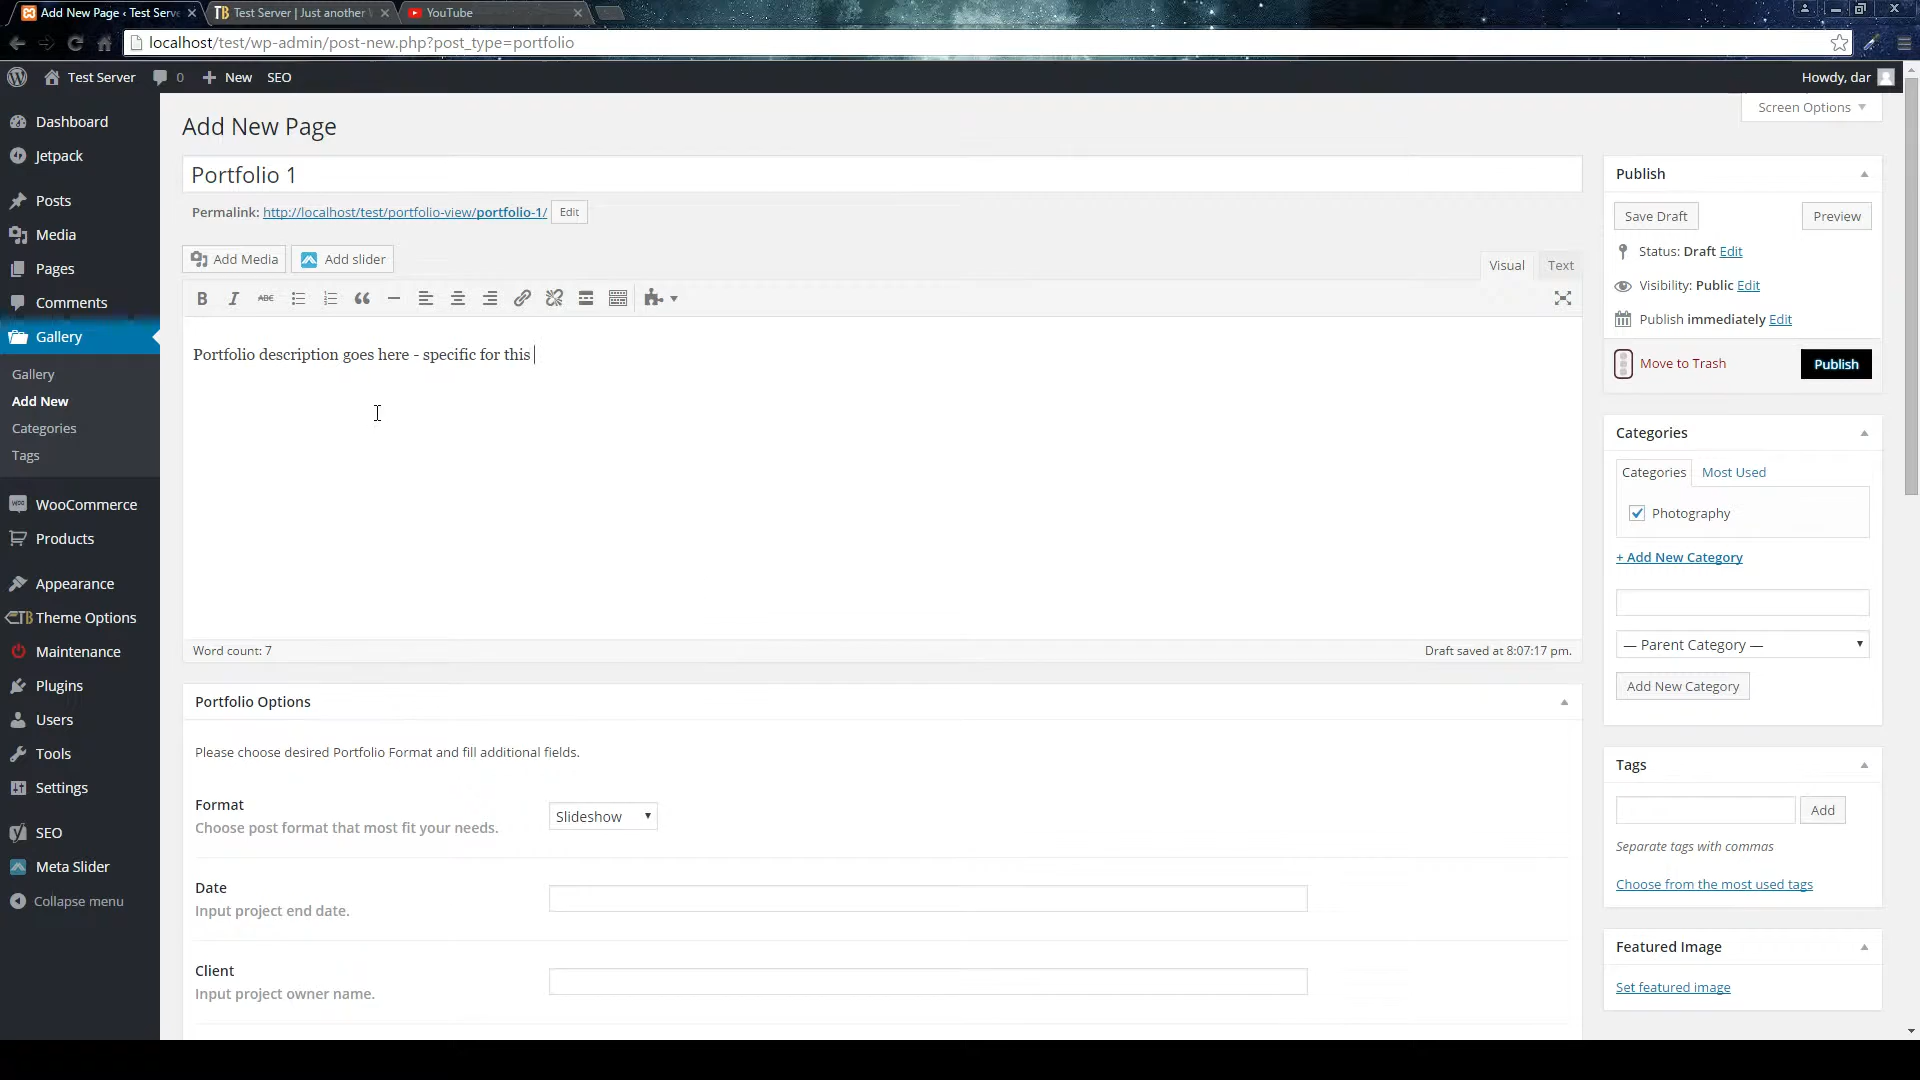 Add New Page ‹ Test Serve
Test Server | Just another
YouTube
localhost/test/wp-admin/post-new.php?post_type=portfolio
Test Server
0
New
SEO
Howdy, dar
Screen Options
Dashboard
Jetpack
Posts
Media
Pages
Comments
Gallery
Gallery
Add New
Categories
Tags
WooCommerce
Products
Appearance
Theme Options
Maintenance
Plugins
Users
Tools
Settings
SEO
Meta Slider
Collapse menu
Add New Page
Portfolio 1
Permalink: http://localhost/test/portfolio-view/portfolio-1/ Edit
Add Media
Add slider
Visual
Text
B I ABC
Portfolio description goes here - specific for this
Word count: 7
Draft saved at 8:07:17 pm.
Portfolio Options
Please choose desired Portfolio Format and fill additional fields.
Format
Choose post format that most fit your needs.
Slideshow
Date
Input project end date.
Client
Input project owner name.
Publish
Save Draft
Preview
Status: Draft Edit
Visibility: Public Edit
Publish immediately Edit
Move to Trash
Publish
Categories
Categories
Most Used
Photography
+ Add New Category
— Parent Category —
Add New Category
Tags
Add
Separate tags with commas
Choose from the most used tags
Featured Image
Set featured image